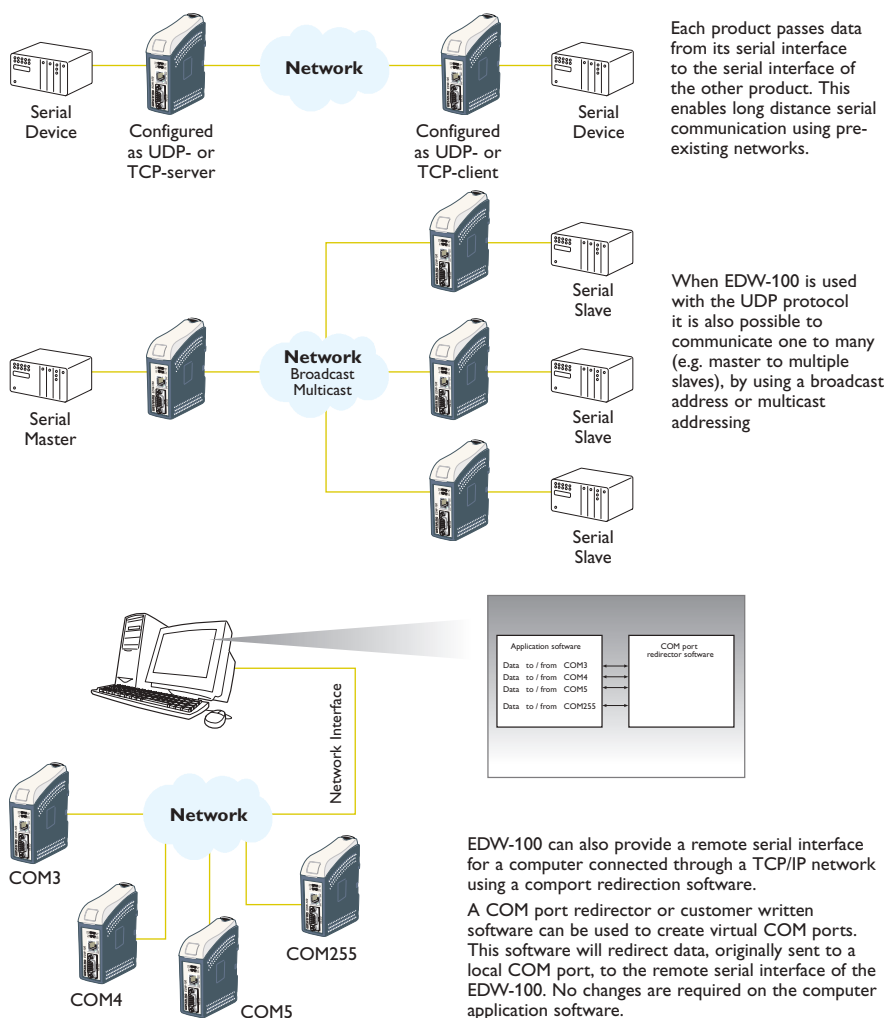 Each product passes data
from its serial interface
to the serial interface of
the other product. This
enables long distance serial
communication using pre-
existing networks.
Network
Serial
Device
Configured
as UDP- or
TCP-server
Configured
as UDP- or
TCP-client
Serial
Device
When EDW-100 is used
with the UDP protocol
it is also possible to
communicate one to many
(e.g. master to multiple
slaves), by using a broadcast
address or multicast
addressing
Serial
Slave
Network
Broadcast
Multicast
Serial
Master
Serial
Slave
Serial
Slave
Application software
Data to / from COM3
Data to / from COM4
Data to / from COM5
Data to / from COM255
COM port
redirector software
Network Interface
Network
COM3
COM4
COM5
COM255
EDW-100 can also provide a remote serial interface
for a computer connected through a TCP/IP network
using a comport redirection software.
A COM port redirector or customer written
software can be used to create virtual COM ports.
This software will redirect data, originally sent to a
local COM port, to the remote serial interface of the
EDW-100. No changes are required on the computer
application software.